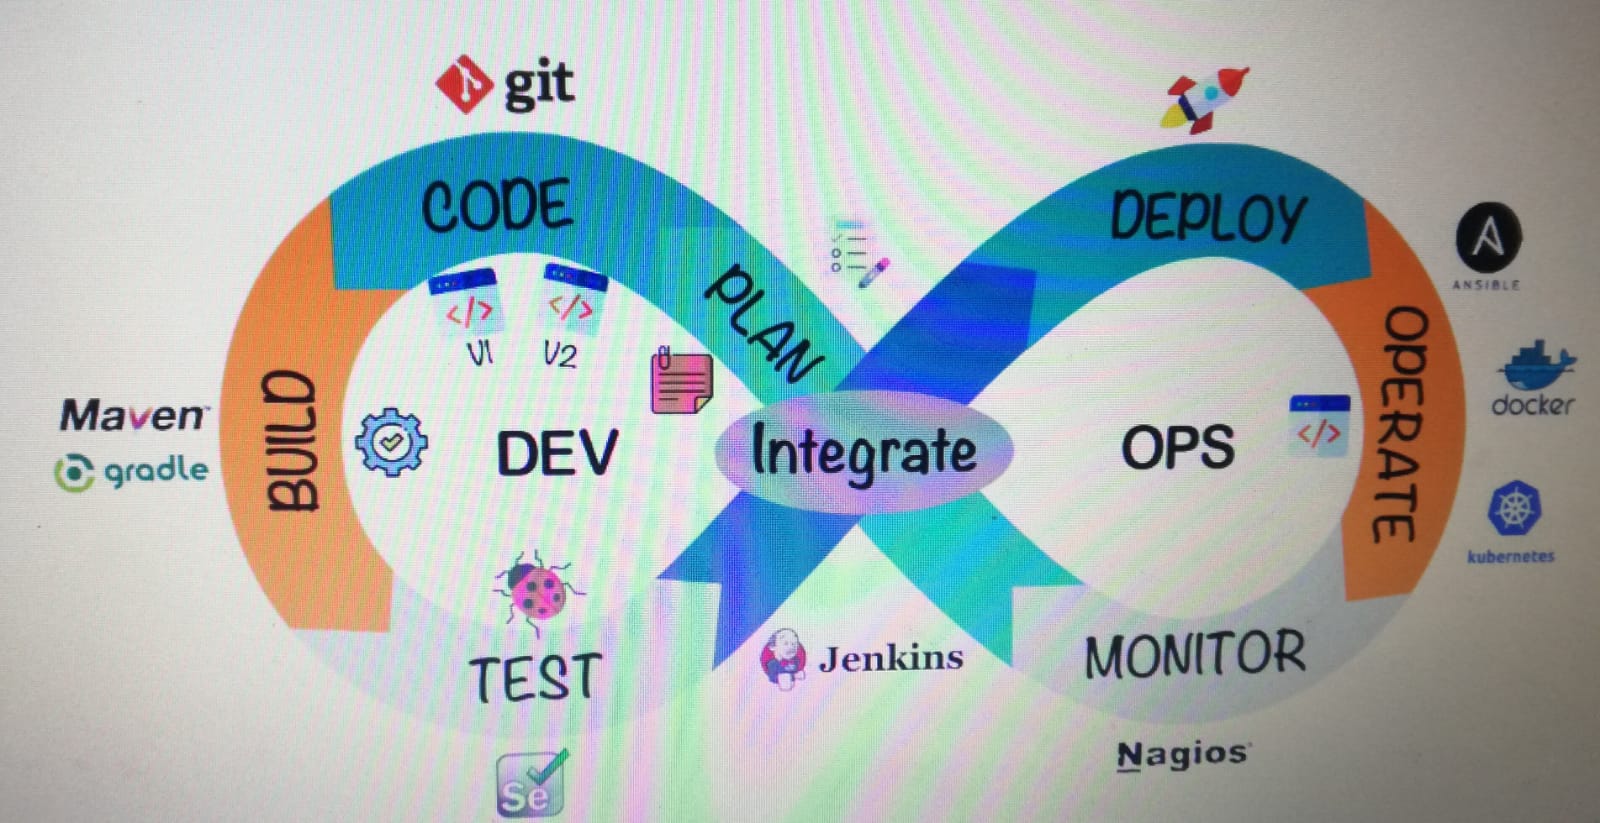 git
CODE
DEPLOY
PLAN
</>
</>
V1
V2
ANSIBLE
BUILD
Maven
gradle
DEV
Integrate
OPS
</>
OPERATE
docker
kubernetes
TEST
Jenkins
MONITOR
Nagios
Se